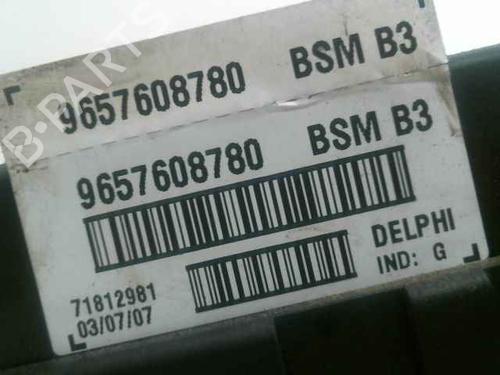 9657608780 BSM B3
9657608780 BSM B3
DELPHI
IND: G
71812981
03/07/07
B-PARTS